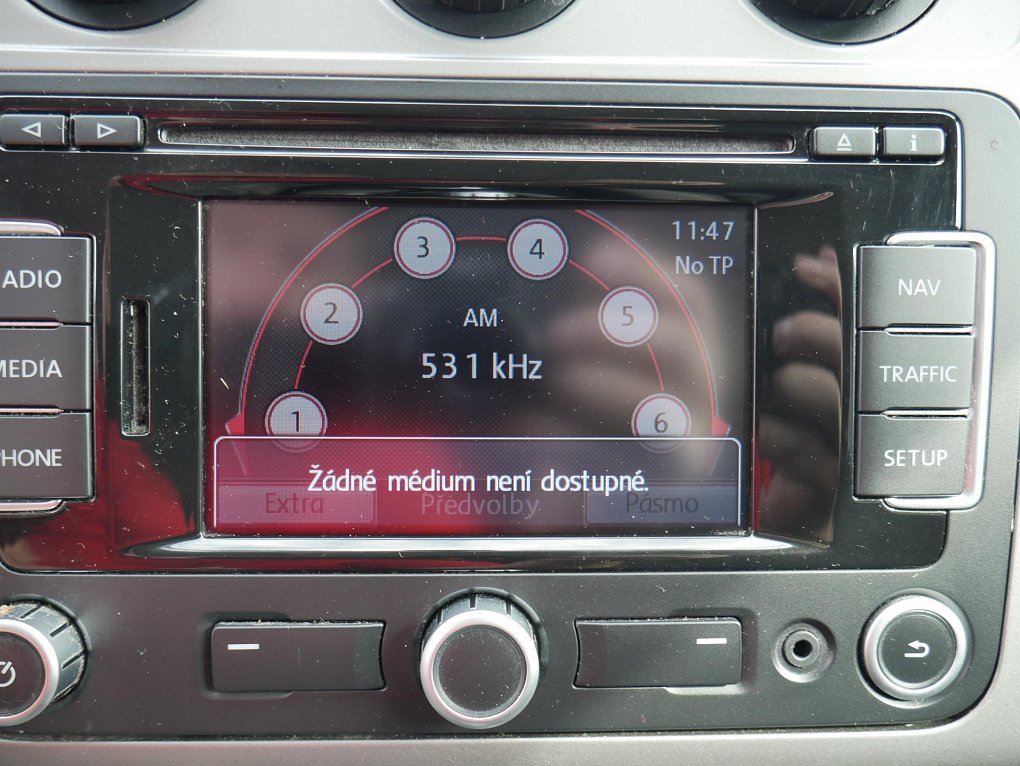 i
ADIO
MEDIA
PHONE
3
4
11:47
No TP
2
5
AM
531 kHz
1
6
Žádné médium není dostupné.
Extra
Předvolby
Pásmo
NAV
TRAFFIC
SETUP